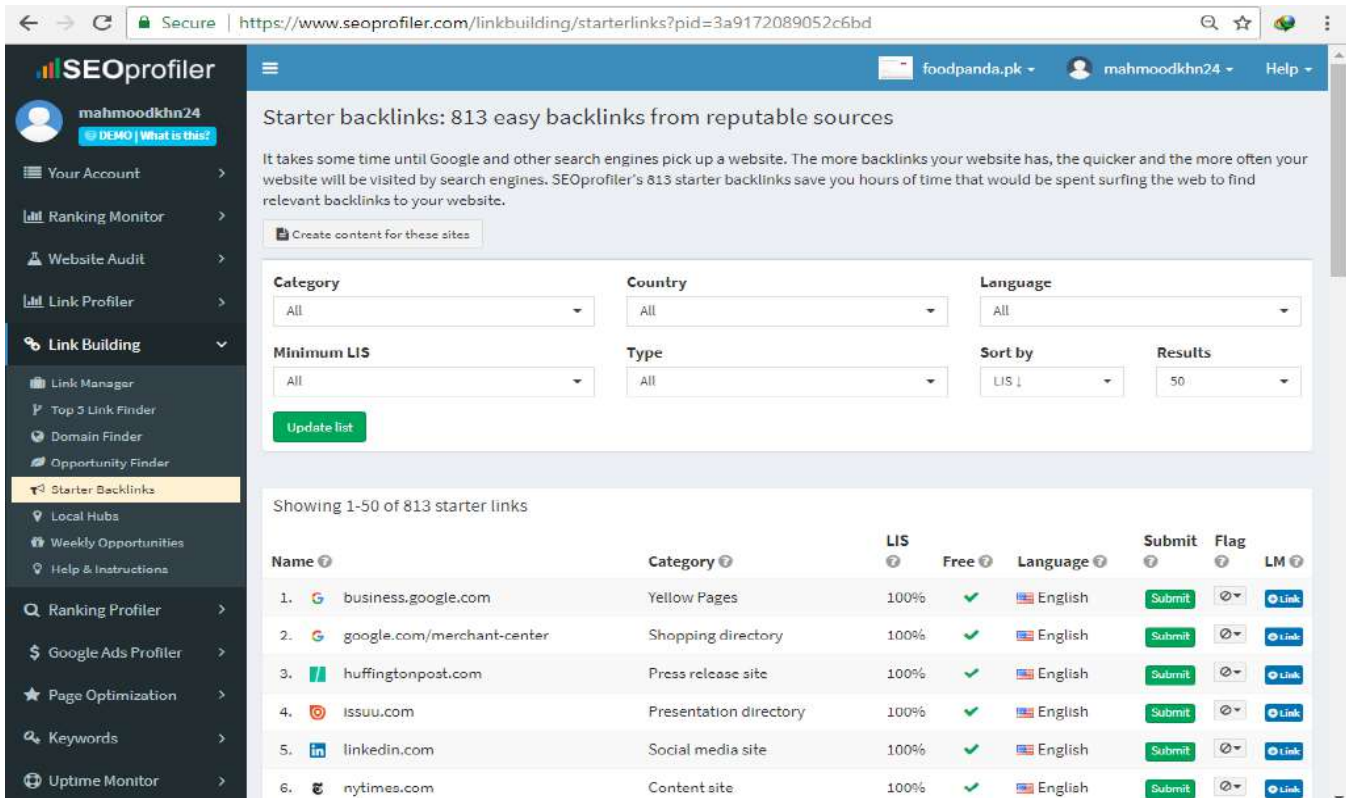 Secure | https://www.seoprofiler.com/linkbuilding/starterlinks?pid=3a9172089052c6bd
SEOprofiler
foodpanda.pk
mahmoodkhn24
Help
mahmoodkhn24
DEMO | What is this?
Your Account
Ranking Monitor
Website Audit
Link Profiler
Link Building
Link Manager
Top 5 Link Finder
Domain Finder
Opportunity Finder
Starter Backlinks
Local Hubs
Weekly Opportunities
Help & Instructions
Ranking Profiler
Google Ads Profiler
Page Optimization
Keywords
Uptime Monitor
Starter backlinks: 813 easy backlinks from reputable sources
It takes some time until Google and other search engines pick up a website. The more backlinks your website has, the quicker and the more often your
website will be visited by search engines. SEOprofiler's 813 starter backlinks save you hours of time that would be spent surfing the web to find
relevant backlinks to your website.
Create content for these sites
Category Country Language
All All All
Minimum LIS Type Sort by Results
All All LIS ↓ 50
Update list
Showing 1-50 of 813 starter links
Name Category LIS Free Language Submit Flag LM
1. business.google.com Yellow Pages 100% ✔ English Submit Link
2. google.com/merchant-center Shopping directory 100% ✔ English Submit Link
3. huffingtonpost.com Press release site 100% ✔ English Submit Link
4. issuu.com Presentation directory 100% ✔ English Submit Link
5. linkedin.com Social media site 100% ✔ English Submit Link
6. nytimes.com Content site 100% ✔ English Submit Link